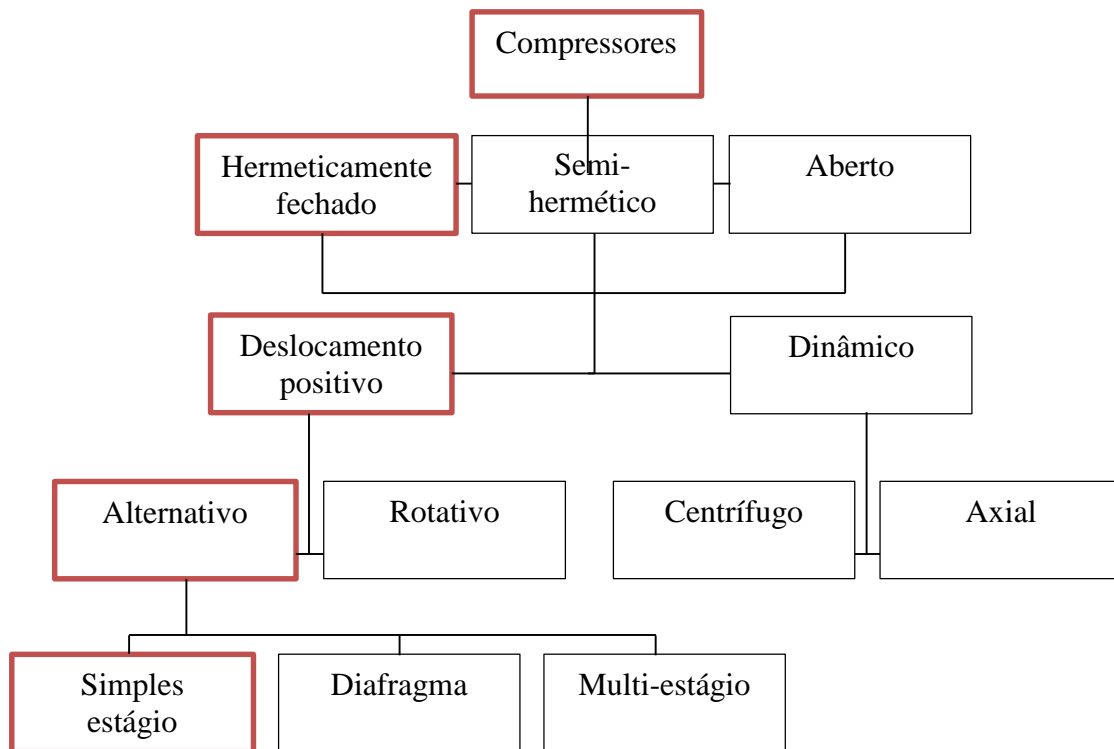 Compressores
Hermeticamente
fechado
Semi-
hermético
Aberto
Deslocamento
positivo
Dinâmico
Alternativo
Rotativo
Centrífugo
Axial
Simples
estágio
Diafragma
Multi-estágio